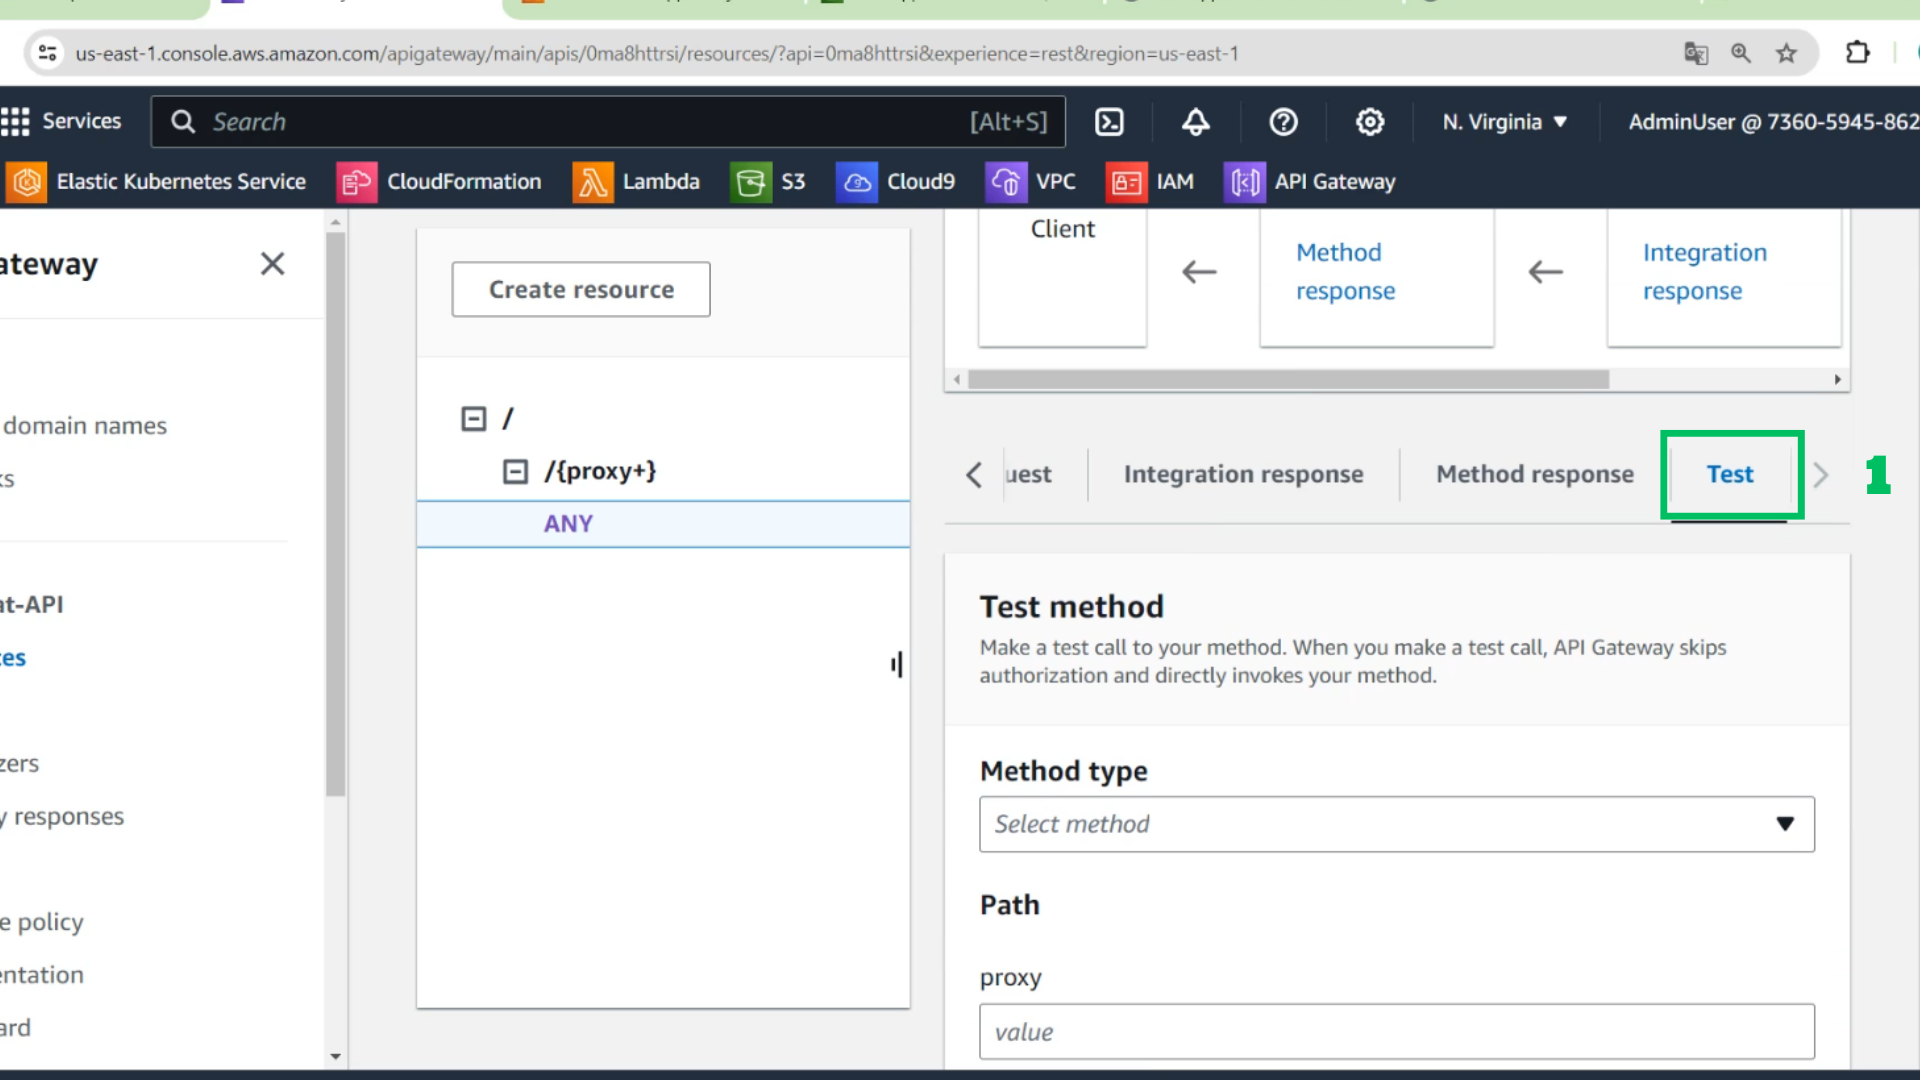 us-east-1.console.aws.amazon.com/apigateway/main/apis/0ma8httrsi/resources/?api=0ma8httrsi&experience=rest&region=us-east-1
Services
Search
[Alt+S]
N. Virginia
AdminUser @ 7360-5945-862
Elastic Kubernetes Service
CloudFormation
Lambda
S3
Cloud9
VPC
IAM
API Gateway
ateway
domain names
ks
at-API
ces
zers
y responses
e policy
entation
ard
Create resource
/
/{proxy+}
ANY
Client
Method
response
Integration
response
uest
Integration response
Method response
Test
1
Test method
Make a test call to your method. When you make a test call, API Gateway skips
authorization and directly invokes your method.
Method type
Select method
Path
proxy
value